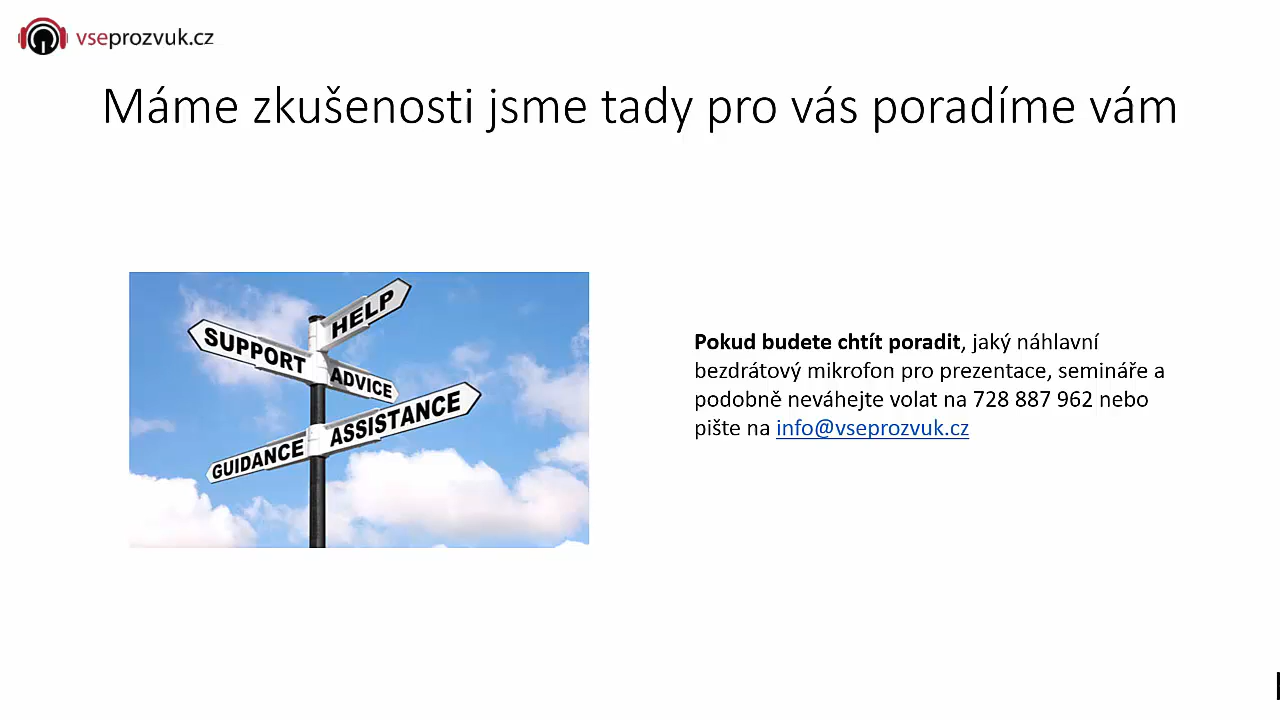 vseprozvuk.cz
Máme zkušenosti jsme tady pro vás poradíme vám
HELP
SUPPORT
ADVICE
ASSISTANCE
GUIDANCE
Pokud budete chtít poradit, jaký náhlavní
bezdrátový mikrofon pro prezentace, semináře a
podobně neváhejte volat na 728 887 962 nebo
pište na info@vseprozvuk.cz